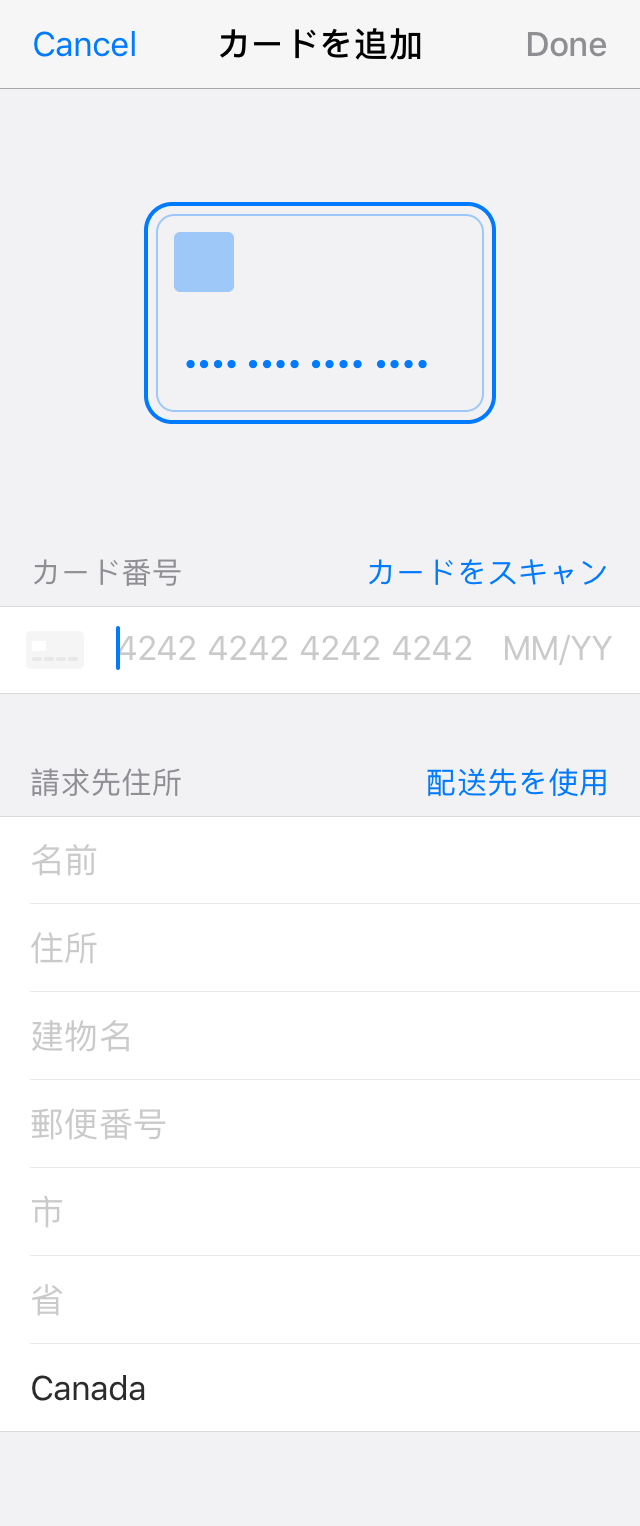 Cancel カードを追加 Done
カード番号 カードをスキャン
4242 4242 4242 4242 MM/YY
請求先住所 配送先を使用
名前
住所
建物名
郵便番号
市
省
Canada